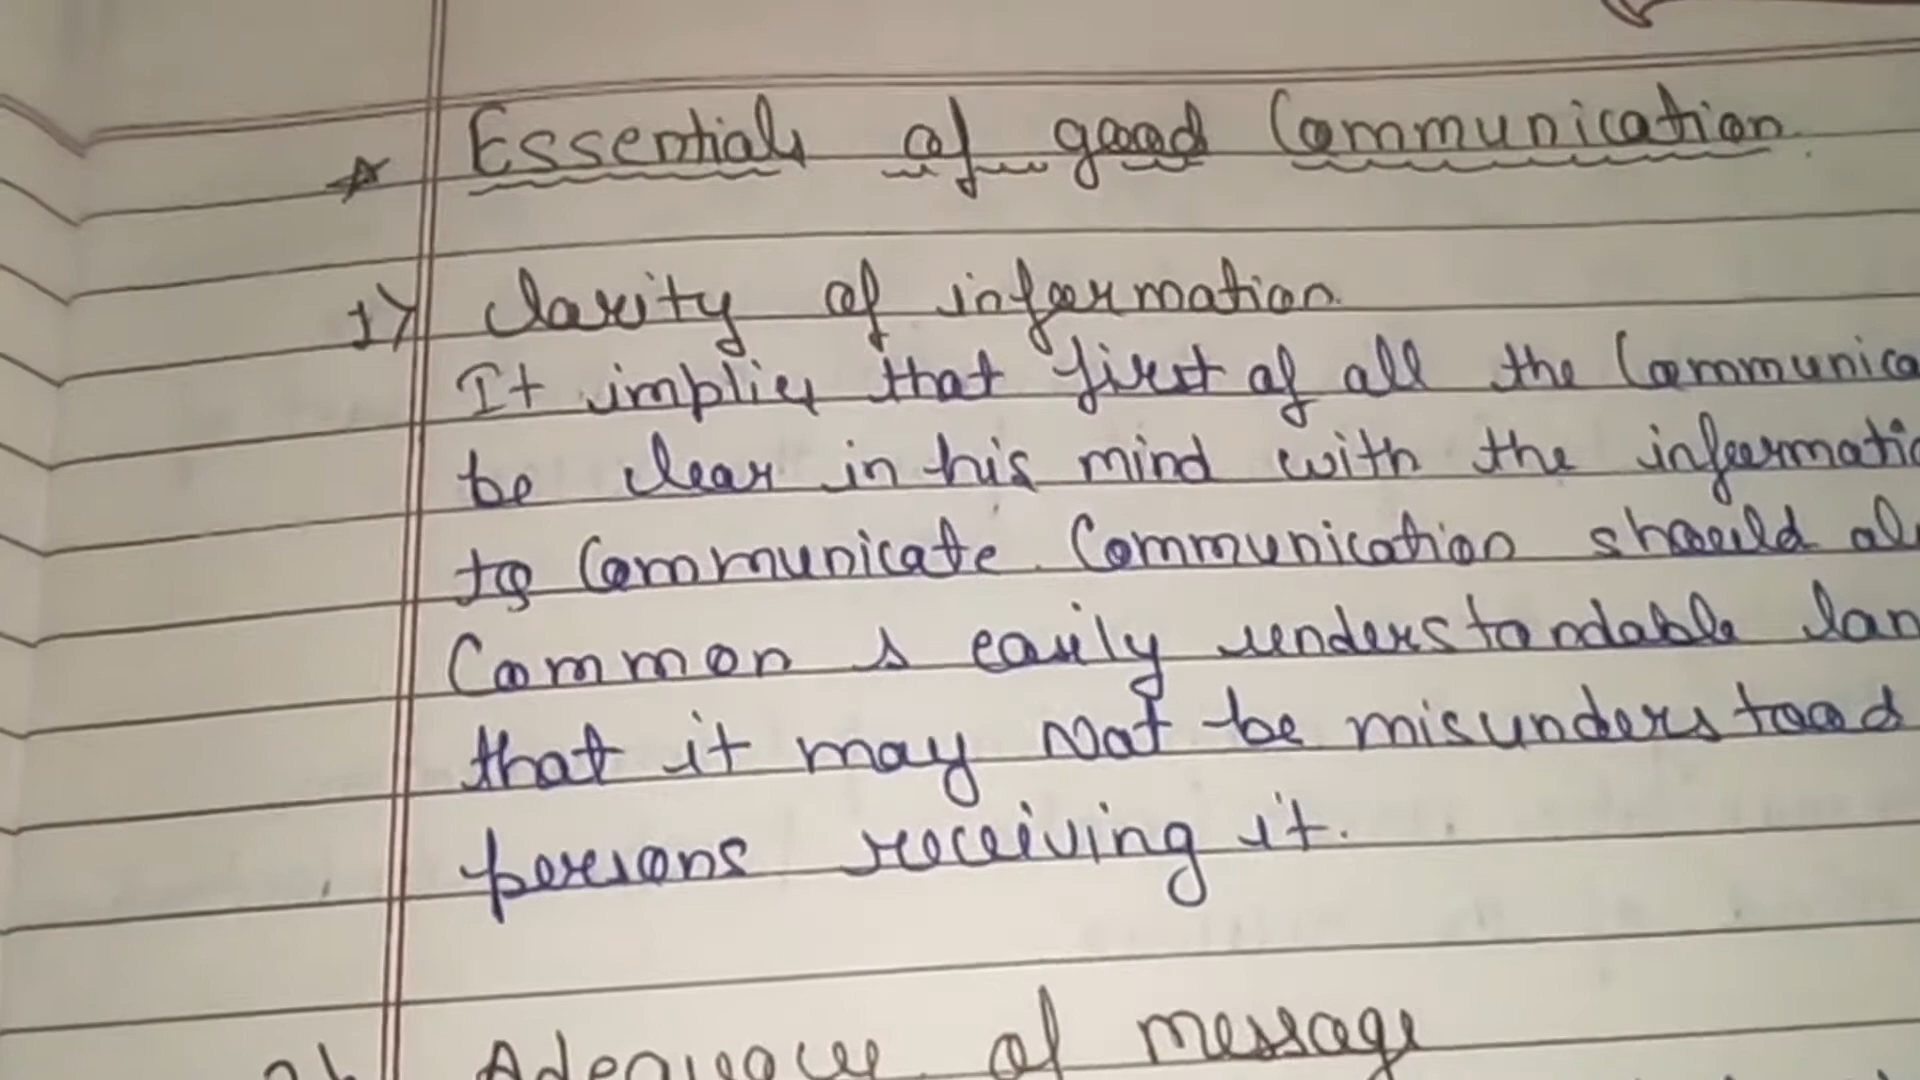 Essentials of good Communication
1) Clarity of information
It implies that first of all the Communica
be clear in his mind with the informatio
to Communicate. Communication should al
Common & easily understandable lan
that it may Not be misunderstood
persons receiving it.
2) Adequacy of message